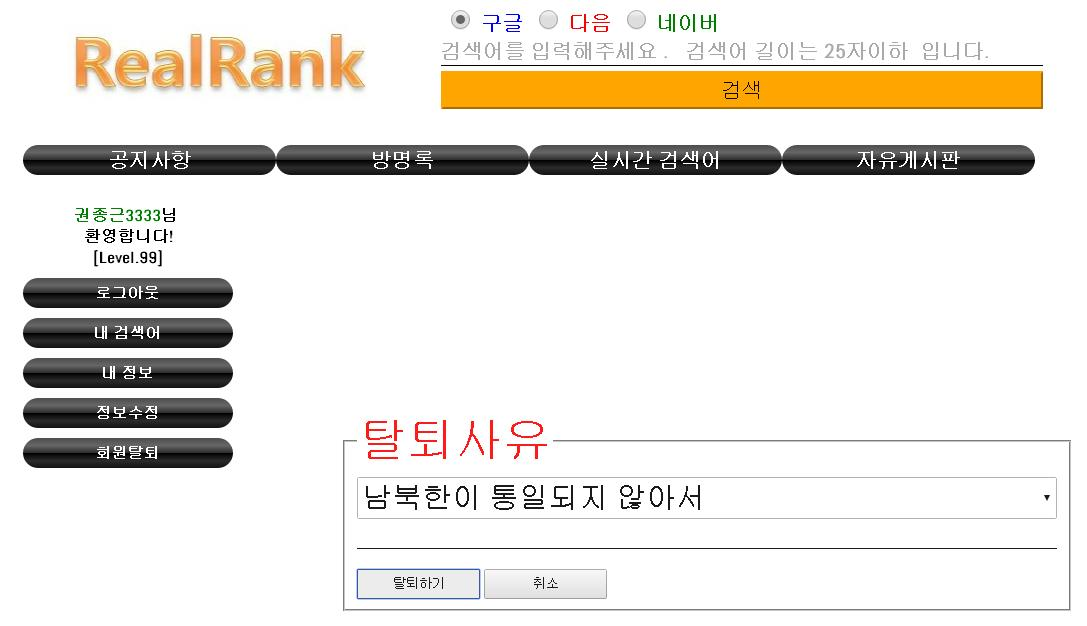 RealRank
구글 다음 네이버
검색어를 입력해주세요 . 검색어 길이는 25자이하 입니다.
검색
공지사항 방명록 실시간 검색어 자유게시판
권종근3333님
환영합니다!
[Level.99]
로그아웃
내 검색어
내 정보
정보수정
회원탈퇴
탈퇴사유
남북한이 통일되지 않아서
탈퇴하기 취소